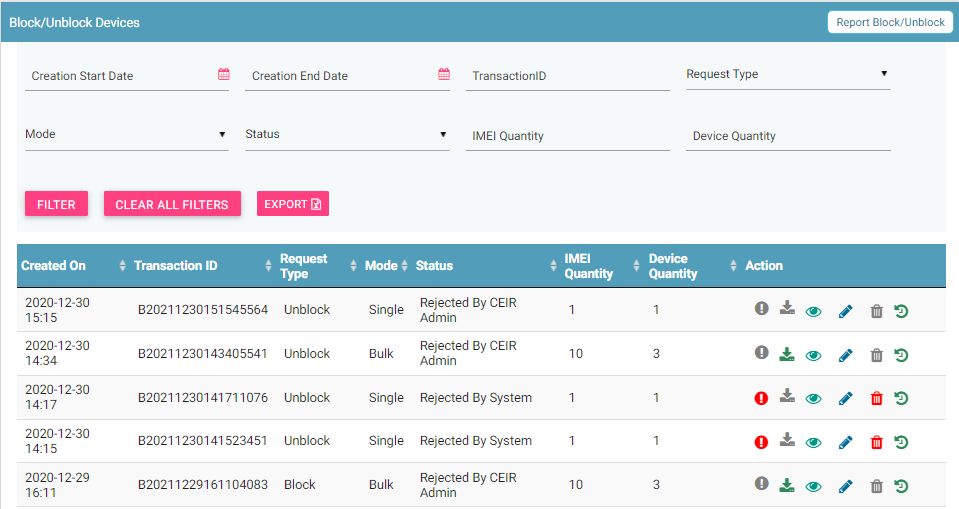 Block/Unblock Devices
Report Block/Unblock
Creation Start Date
Creation End Date
TransactionID
Request Type
Mode
Status
IMEI Quantity
Device Quantity
FILTER
CLEAR ALL FILTERS
EXPORT
Created On
Transaction ID
Request
Type
Mode
Status
IMEI
Quantity
Device
Quantity
Action
2020-12-30
15:15
B20211230151545564
Unblock
Single
Rejected By CEIR
Admin
1
1
2020-12-30
14:34
B20211230143405541
Unblock
Bulk
Rejected By CEIR
Admin
10
3
2020-12-30
14:17
B20211230141711076
Unblock
Single
Rejected By System
1
1
2020-12-30
14:15
B20211230141523451
Unblock
Single
Rejected By System
1
1
2020-12-29
16:11
B20211229161104083
Block
Bulk
Rejected By CEIR
Admin
10
3